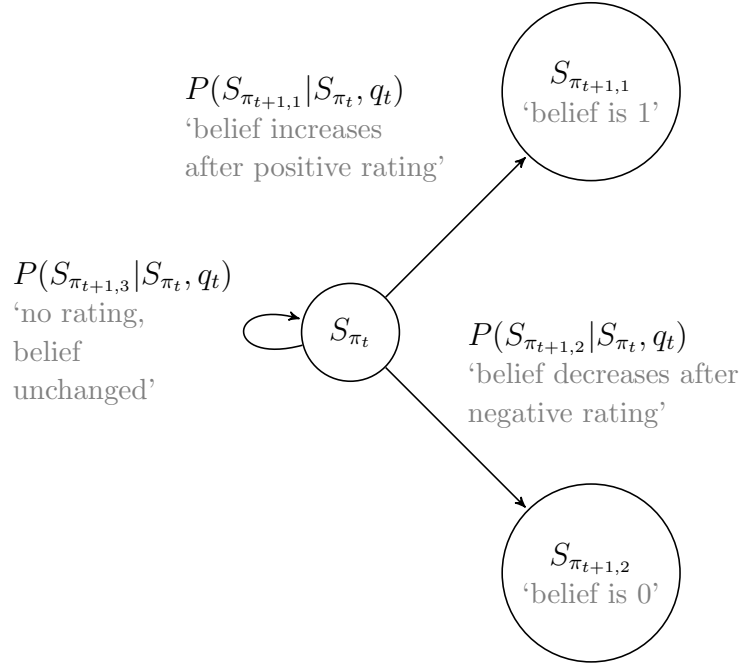 S_{π_{t+1,1}}
‘belief is 1’
P(S_{π_{t+1,1}}|S_{π_t}, q_t)
‘belief increases
after positive rating’
P(S_{π_{t+1,3}}|S_{π_t}, q_t)
‘no rating,
belief
unchanged’
S_{π_t}
P(S_{π_{t+1,2}}|S_{π_t}, q_t)
‘belief decreases after
negative rating’
S_{π_{t+1,2}}
‘belief is 0’